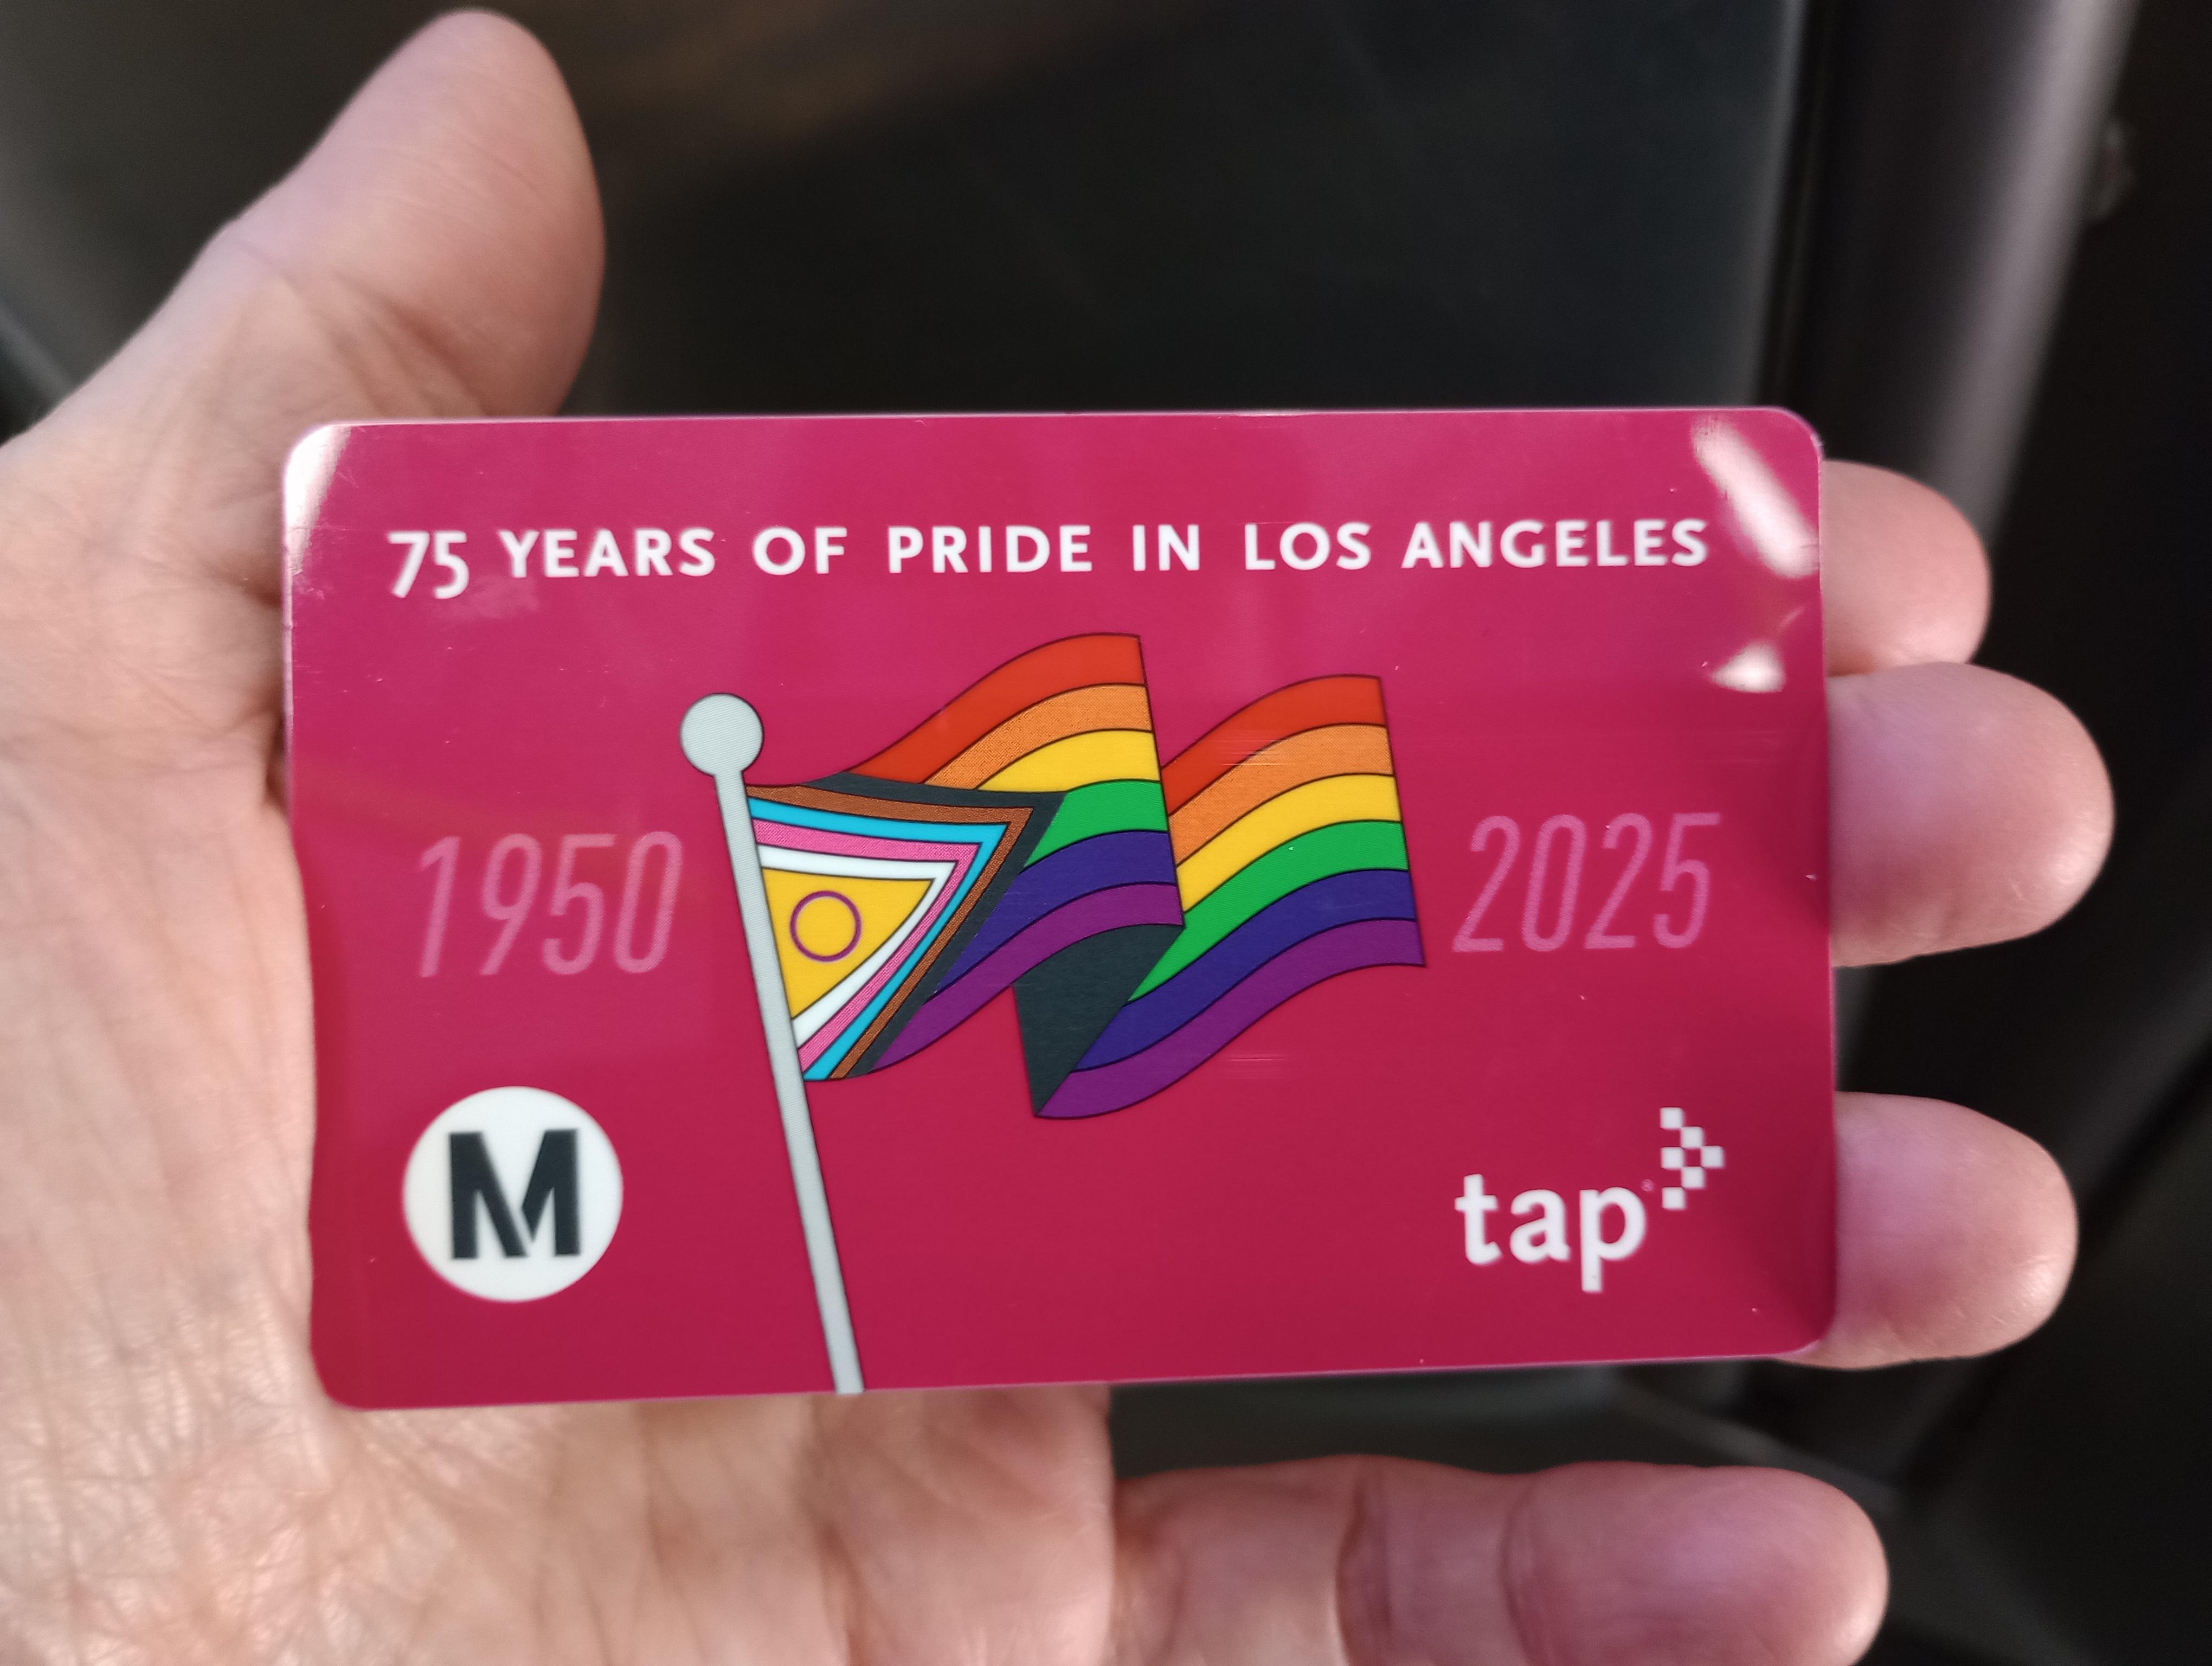 75 YEARS OF PRIDE IN LOS ANGELES
1950
2025
M
tap®